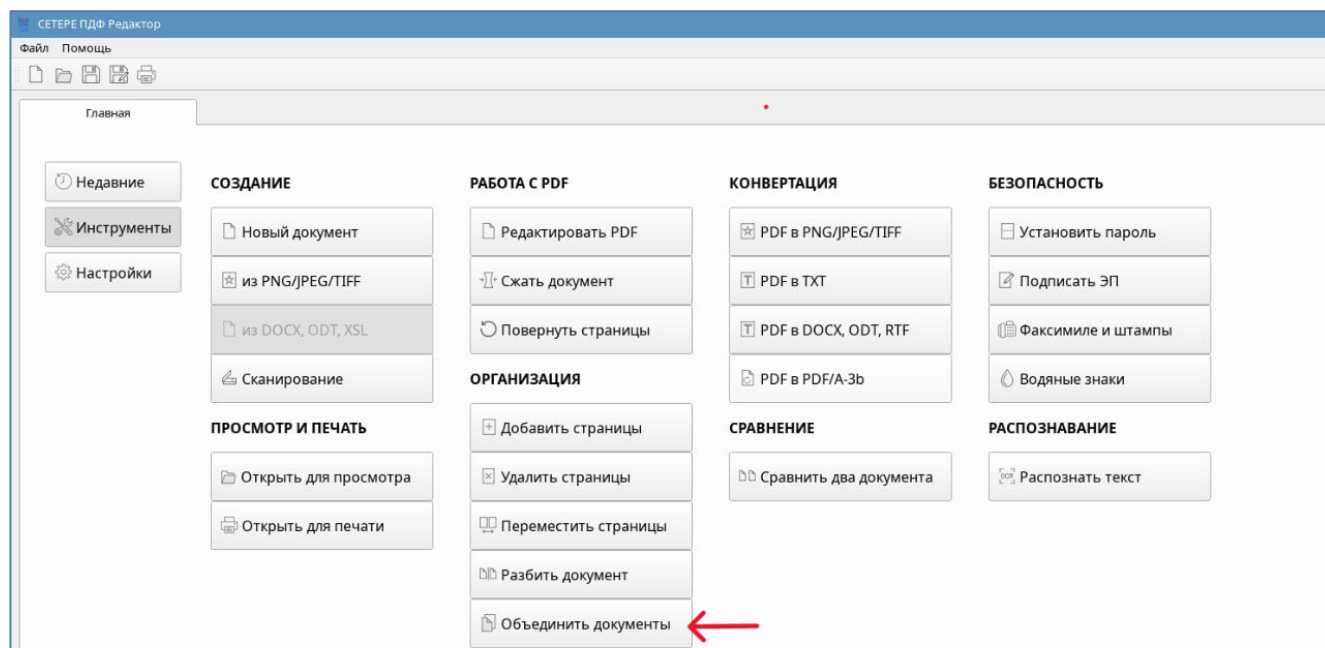 СЕТЕРЕ ПДФ Редактор
Файл Помощь
Главная
Недавние
Инструменты
Настройки
СОЗДАНИЕ
Новый документ
из PNG/JPEG/TIFF
из DOCX, ODT, XSL
Сканирование
ПРОСМОТР И ПЕЧАТЬ
Открыть для просмотра
Открыть для печати
РАБОТА С PDF
Редактировать PDF
Сжать документ
Повернуть страницы
ОРГАНИЗАЦИЯ
Добавить страницы
Удалить страницы
Переместить страницы
Разбить документ
Объединить документы
КОНВЕРТАЦИЯ
PDF в PNG/JPEG/TIFF
PDF в TXT
PDF в DOCX, ODT, RTF
PDF в PDF/A-3b
СРАВНЕНИЕ
Сравнить два документа
БЕЗОПАСНОСТЬ
Установить пароль
Подписать ЭП
Факсимиле и штампы
Водяные знаки
РАСПОЗНАВАНИЕ
Распознать текст